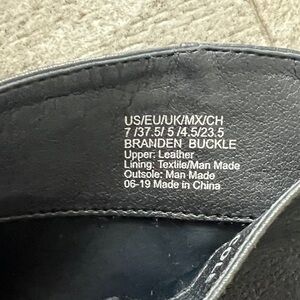 US/EU/UK/MX/CH
7 /37.5/ 5 /4.5/23.5
BRANDEN BUCKLE
Upper: Leather
Lining: Textile/Man Made
Outsole: Man Made
06-19 Made in China